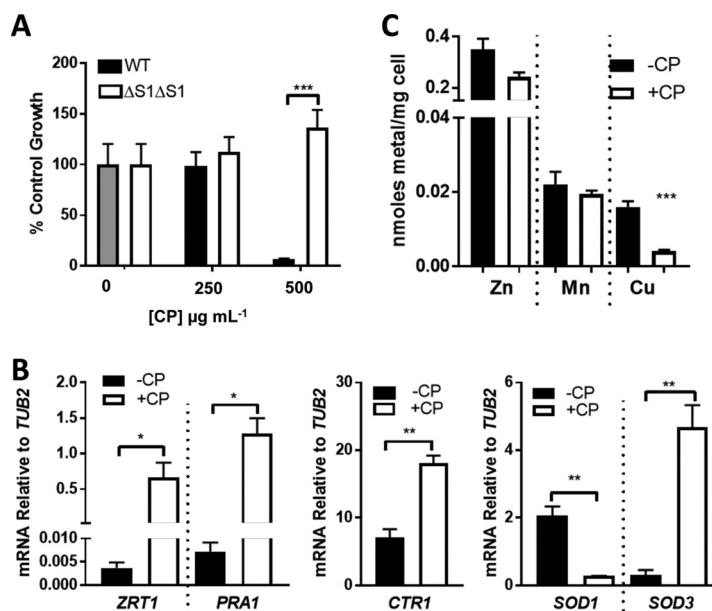 A
WT
ΔS1ΔS1
***
% Control Growth
200
150
100
50
0
0
250
500
[CP] µg mL-1
C
-CP
+CP
nmoles metal/mg cell
0.4
0.2
0.02
0.00
***
Zn
Mn
Cu
B
-CP
+CP
mRNA Relative to TUB2
2.0
1.5
1.0
0.5
0.010
0.005
0.000
*
*
ZRT1
PRA1
-CP
+CP
mRNA Relative to TUB2
30
20
10
0
**
CTR1
-CP
+CP
mRNA Relative to TUB2
6
4
2
0
**
**
SOD1
SOD3